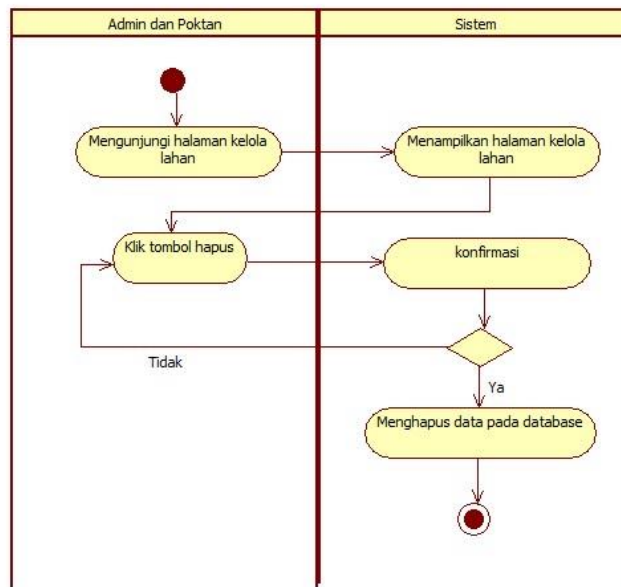 Admin dan Poktan
Sistem
Mengunjungi halaman kelola
lahan
Menampilkan halaman kelola
lahan
Klik tombol hapus
konfirmasi
Tidak
Ya
Menghapus data pada database